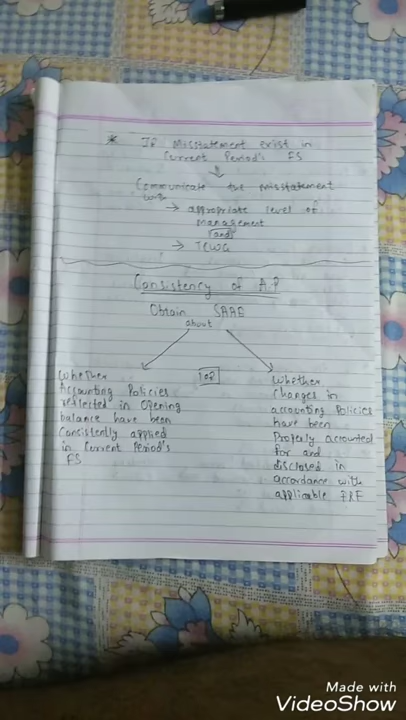 * If Misstatement exist in
Current Period's FS
Communicate the misstatement
with
→ appropriate level of
management
and
→ TCWG
Consistency of A.P
Obtain SAAE
about
Whether
Accounting Policies
reflected in Opening
balance have been
Consistently applied
in Current Period's
FS
Whether
Changes in
accounting Policies
have been
Properly accounted
for and
disclosed in
accordance with
applicable FRF
Made with
VideoShow